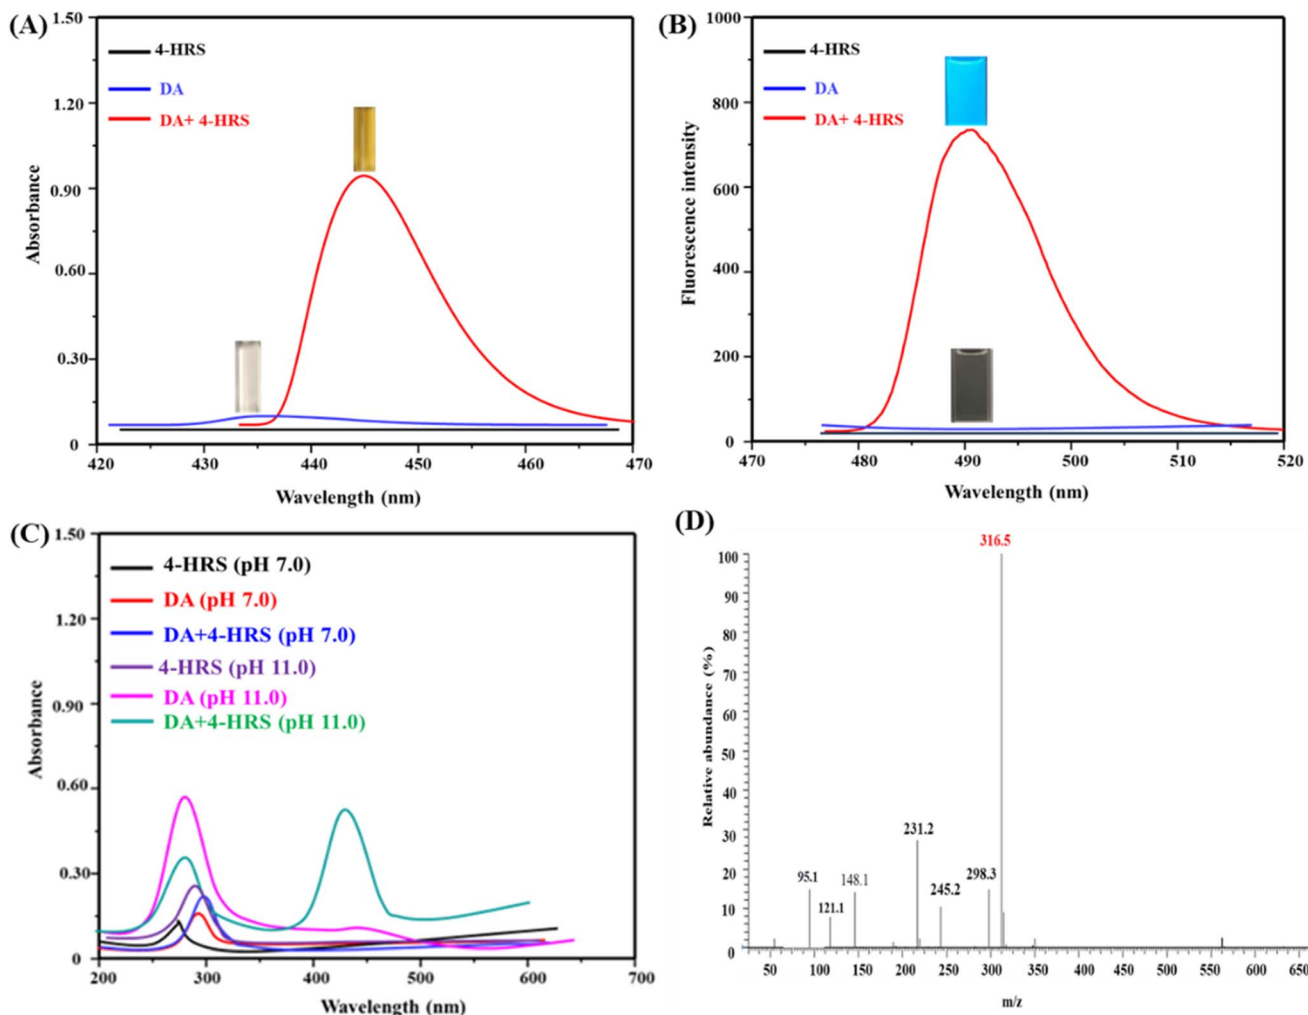 (A)
1.50
1.20
0.90
0.60
0.30
0
Absorbance
4-HRS
DA
DA+ 4-HRS
420
430
440
450
460
470
Wavelength (nm)
(B)
1000
800
600
400
200
0
Fluorescence intensity
4-HRS
DA
DA+ 4-HRS
470
480
490
500
510
520
Wavelength (nm)
(C)
1.50
1.20
0.90
0.60
0.30
0
Absorbance
4-HRS (pH 7.0)
DA (pH 7.0)
DA+4-HRS (pH 7.0)
4-HRS (pH 11.0)
DA (pH 11.0)
DA+4-HRS (pH 11.0)
200
300
400
500
600
700
Wavelength (nm)
(D)
316.5
100
90
80
70
60
50
40
30
20
10
0
Relative abundance (%)
95.1
121.1
148.1
231.2
245.2
298.3
50
100
150
200
250
300
350
400
450
500
550
600
650
m/z